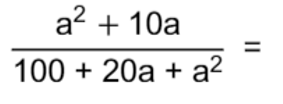 a² + 10a
100 + 20a + a² =